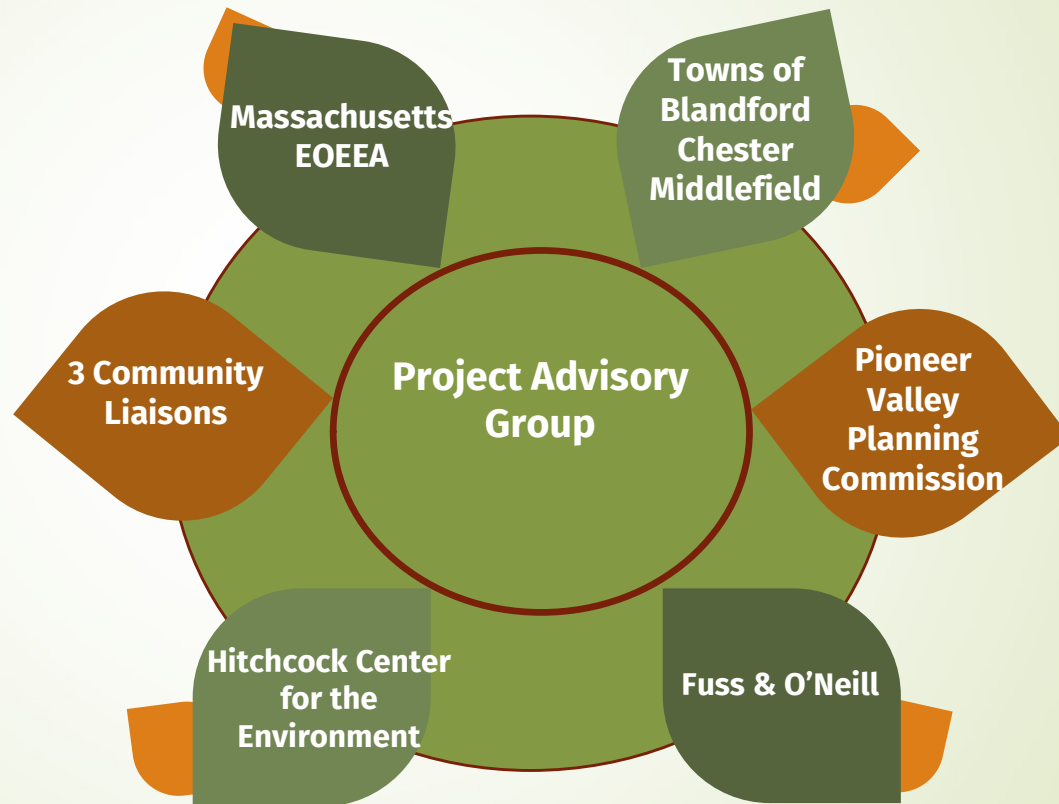 Massachusetts
EOEEA
Towns of
Blandford
Chester
Middlefield
3 Community
Liaisons
Project Advisory
Group
Pioneer
Valley
Planning
Commission
Hitchcock Center
for the
Environment
Fuss & O’Neill